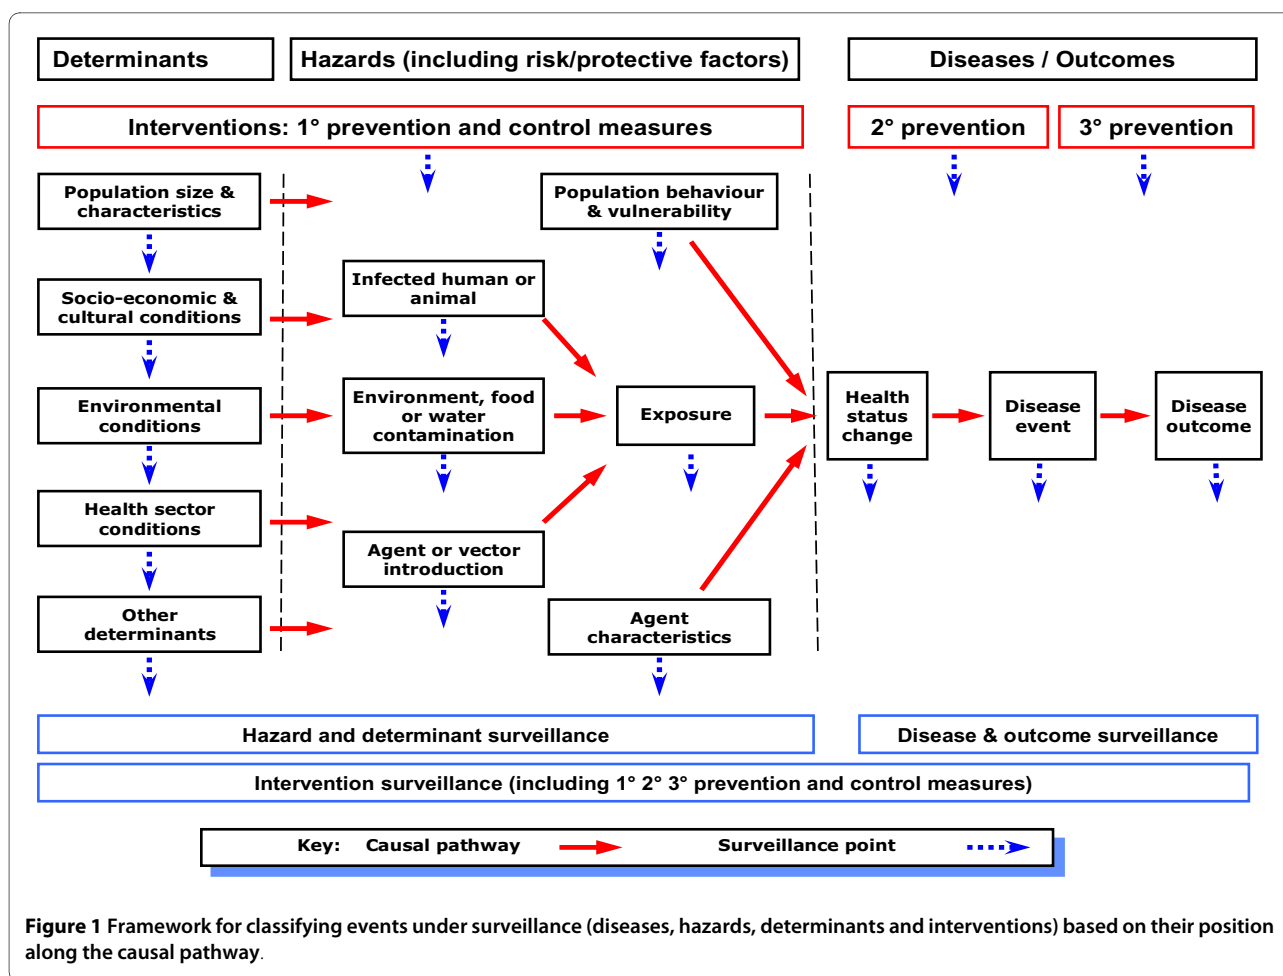 Determinants
Hazards (including risk/protective factors)
Diseases / Outcomes
Interventions: 1° prevention and control measures
2° prevention
3° prevention
Population size &
characteristics
Population behaviour
& vulnerability
Socio-economic &
cultural conditions
Infected human or
animal
Environmental
conditions
Environment, food
or water
contamination
Exposure
Health
status
change
Disease
event
Disease
outcome
Health sector
conditions
Agent or vector
introduction
Other
determinants
Agent
characteristics
Hazard and determinant surveillance
Disease & outcome surveillance
Intervention surveillance (including 1° 2° 3° prevention and control measures)
Key: Causal pathway Surveillance point
Figure 1 Framework for classifying events under surveillance (diseases, hazards, determinants and interventions) based on their position
along the causal pathway.